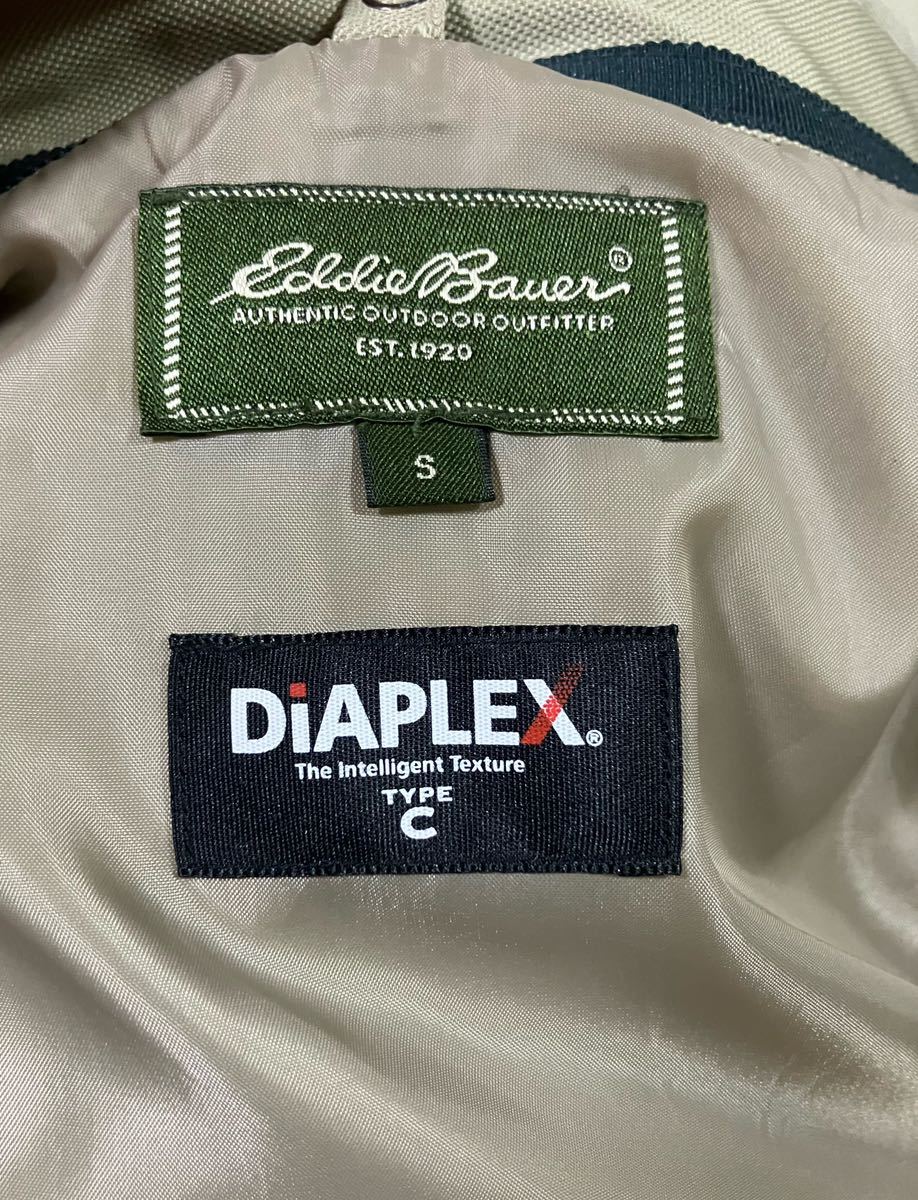 Eddie Bauer®
AUTHENTIC OUTDOOR OUTFITTER
EST. 1920
S
DiAPLEX®
The Intelligent Texture
TYPE
C